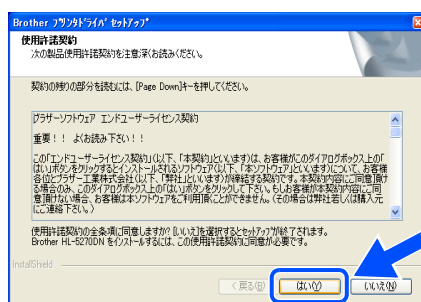 Brother プリンタドライバ セットアップ
使用許諾契約
次の製品使用許諾契約を注意深くお読みください。
契約の残りの部分を読むには、[Page Down]キーを押してください。
ブラザーソフトウェア エンドユーザーライセンス契約
重要！！ よくお読み下さい！！
この「エンドユーザーライセンス契約」(以下、「本契約」といいます)は、お客様がこのダイアログボックス上の「
はい」ボタンをクリックするとインストールされるソフトウェア(以下、「本ソフトウェア」といいます)について、お客様
各位とブラザー工業株式会社(以下、「弊社」といいます)が締結する契約です。本契約内容にご同意頂け
る場合のみ、このダイアログボックス上の「はい」ボタンをクリックして下さい。もしお客様が本契約内容にご同
意頂けない場合、お客様は本ソフトウェアをご利用頂くことができません。(その場合は弊社若しくは購入元
にご連絡下さい。)
使用許諾契約の全条項に同意しますか? [いいえ]を選択するとセットアップが終了されます。
Brother HL-5270DN をインストールするには、この使用許諾契約に同意が必要です。
InstallShield
< 戻る(B) はい(Y) いいえ(N)